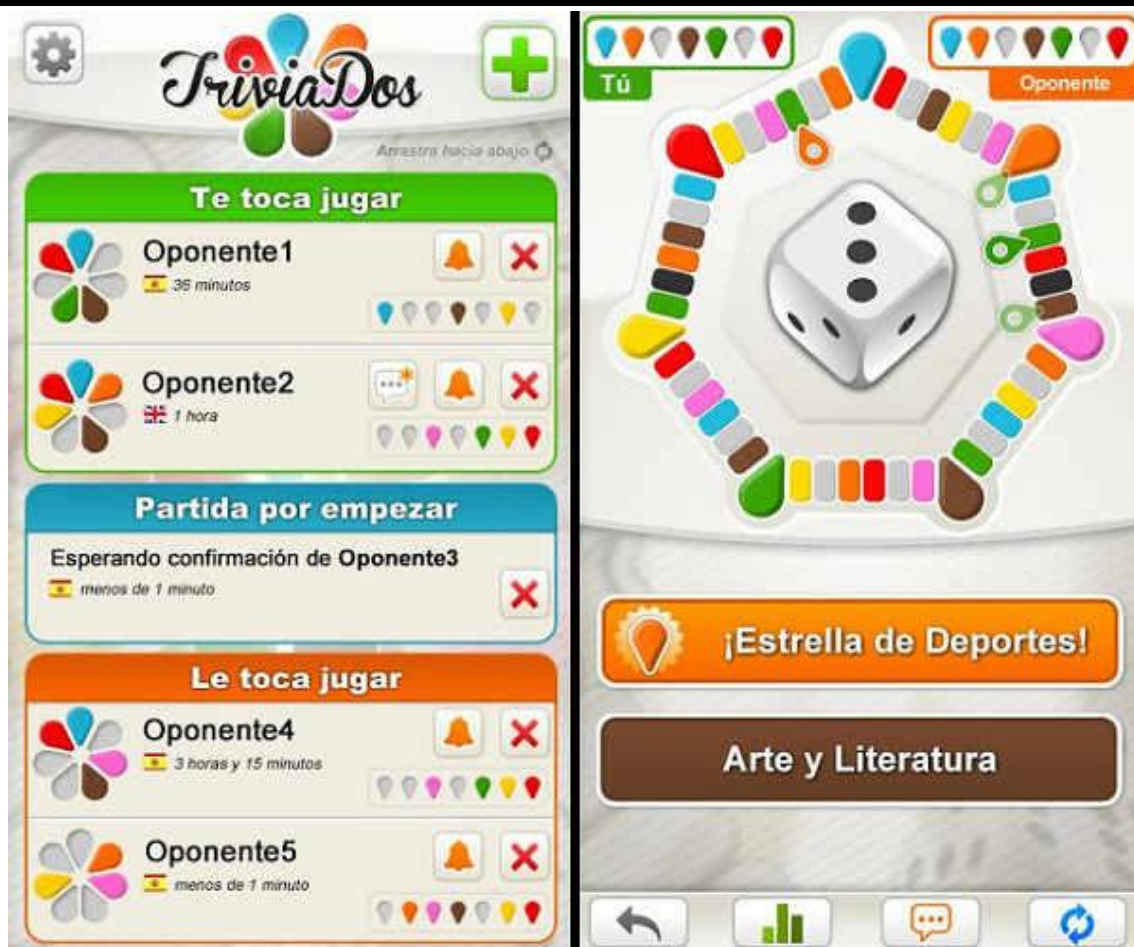 TriviaDos
Arrastra hacia abajo
Te toca jugar
Oponente1
36 minutos
Oponente2
1 hora
Partida por empezar
Esperando confirmación de Oponente3
menos de 1 minuto
Le toca jugar
Oponente4
3 horas y 15 minutos
Oponente5
menos de 1 minuto
Tú
Oponente
¡Estrella de Deportes!
Arte y Literatura